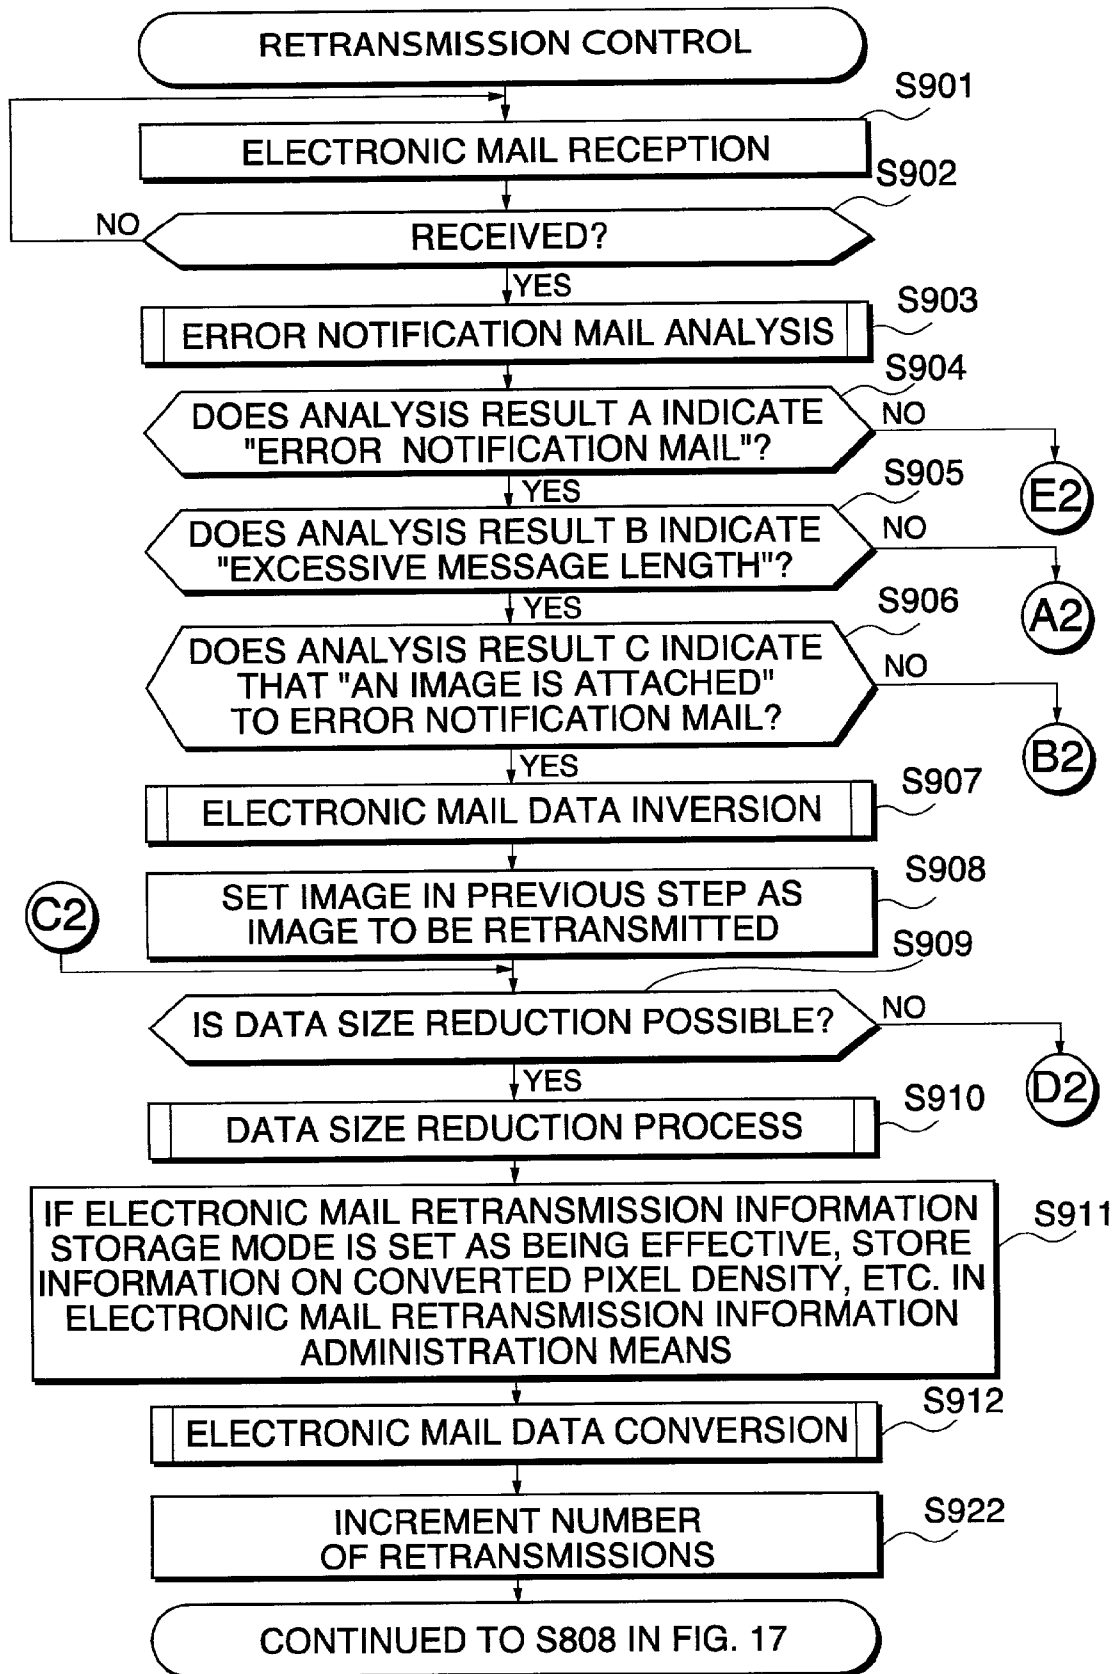 RETRANSMISSION CONTROL
S901
ELECTRONIC MAIL RECEPTION
S902
NO
RECEIVED?
YES
S903
ERROR NOTIFICATION MAIL ANALYSIS
S904
DOES ANALYSIS RESULT A INDICATE
"ERROR NOTIFICATION MAIL"?
NO
E2
YES
S905
DOES ANALYSIS RESULT B INDICATE
"EXCESSIVE MESSAGE LENGTH"?
NO
A2
YES
S906
DOES ANALYSIS RESULT C INDICATE
THAT "AN IMAGE IS ATTACHED"
TO ERROR NOTIFICATION MAIL?
NO
B2
YES
S907
ELECTRONIC MAIL DATA INVERSION
S908
SET IMAGE IN PREVIOUS STEP AS
IMAGE TO BE RETRANSMITTED
C2
S909
IS DATA SIZE REDUCTION POSSIBLE?
NO
D2
YES
S910
DATA SIZE REDUCTION PROCESS
S911
IF ELECTRONIC MAIL RETRANSMISSION INFORMATION
STORAGE MODE IS SET AS BEING EFFECTIVE, STORE
INFORMATION ON CONVERTED PIXEL DENSITY, ETC. IN
ELECTRONIC MAIL RETRANSMISSION INFORMATION
ADMINISTRATION MEANS
S912
ELECTRONIC MAIL DATA CONVERSION
S922
INCREMENT NUMBER
OF RETRANSMISSIONS
CONTINUED TO S808 IN FIG. 17